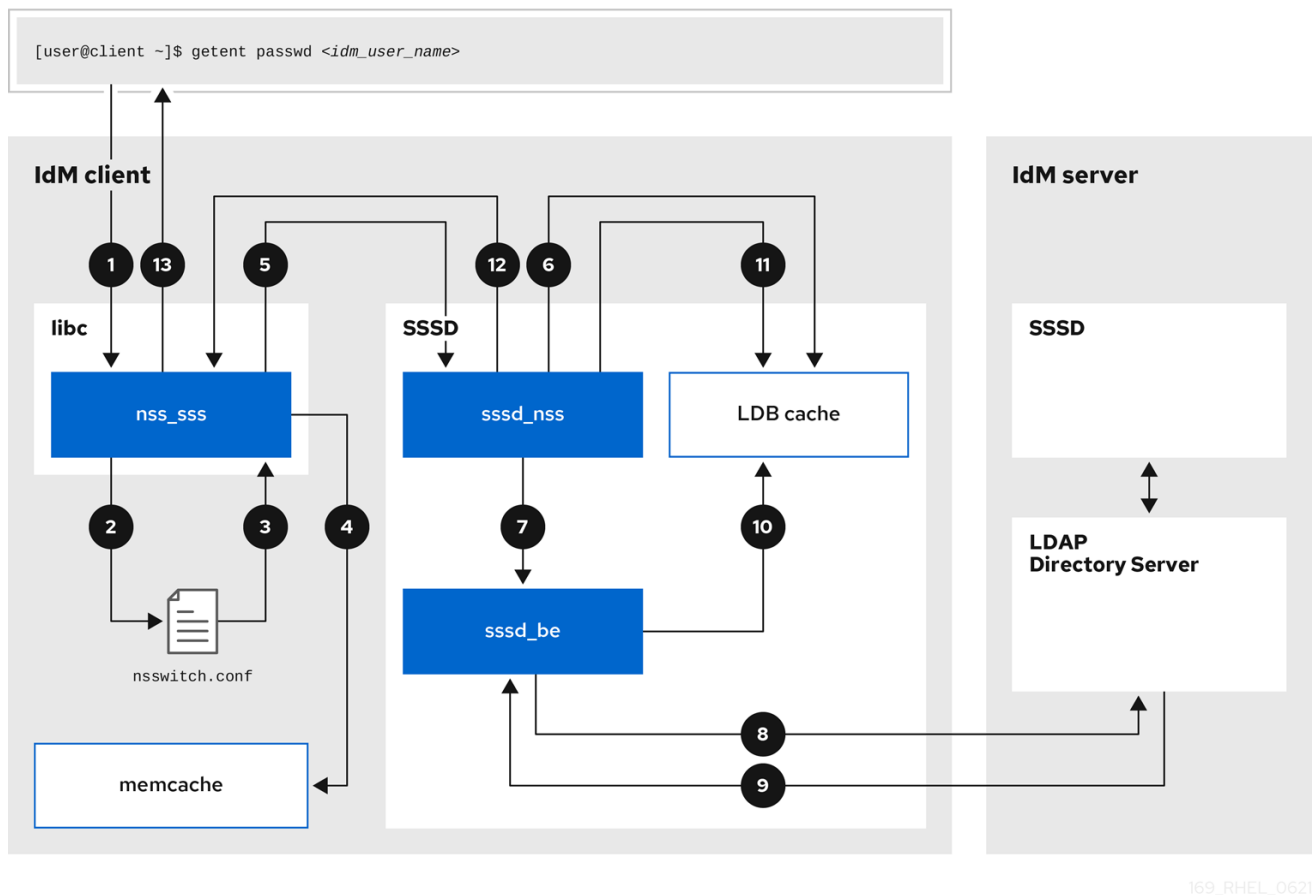 [user@client ~]$ getent passwd <idm_user_name>
IdM client
IdM server
1
13
5
12
6
11
libc
SSSD
SSSD
nss_sss
sssd_nss
LDB cache
2
3
4
7
10
LDAP
Directory Server
sssd_be
nsswitch.conf
8
memcache
9
169_RHEL_0621